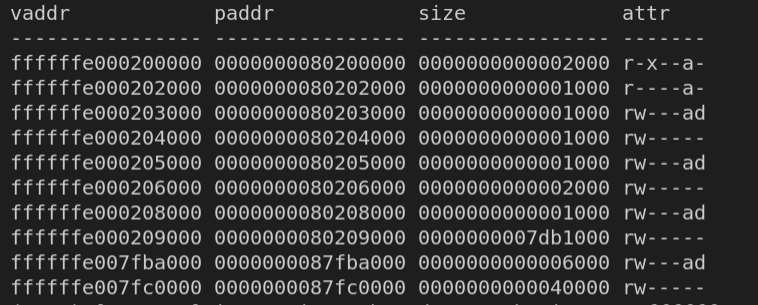 vaddr paddr size attr
---------------- ---------------- ---------------- -------
ffffffe000200000 0000000080200000 0000000000002000 r-x--a-
ffffffe000202000 0000000080202000 0000000000001000 r----a-
ffffffe000203000 0000000080203000 0000000000001000 rw---ad
ffffffe000204000 0000000080204000 0000000000001000 rw-----
ffffffe000205000 0000000080205000 0000000000001000 rw---ad
ffffffe000206000 0000000080206000 0000000000002000 rw-----
ffffffe000208000 0000000080208000 0000000000001000 rw---ad
ffffffe000209000 0000000080209000 0000000007db1000 rw-----
ffffffe007fba000 0000000087fba000 0000000000006000 rw---ad
ffffffe007fc0000 0000000087fc0000 0000000000040000 rw-----